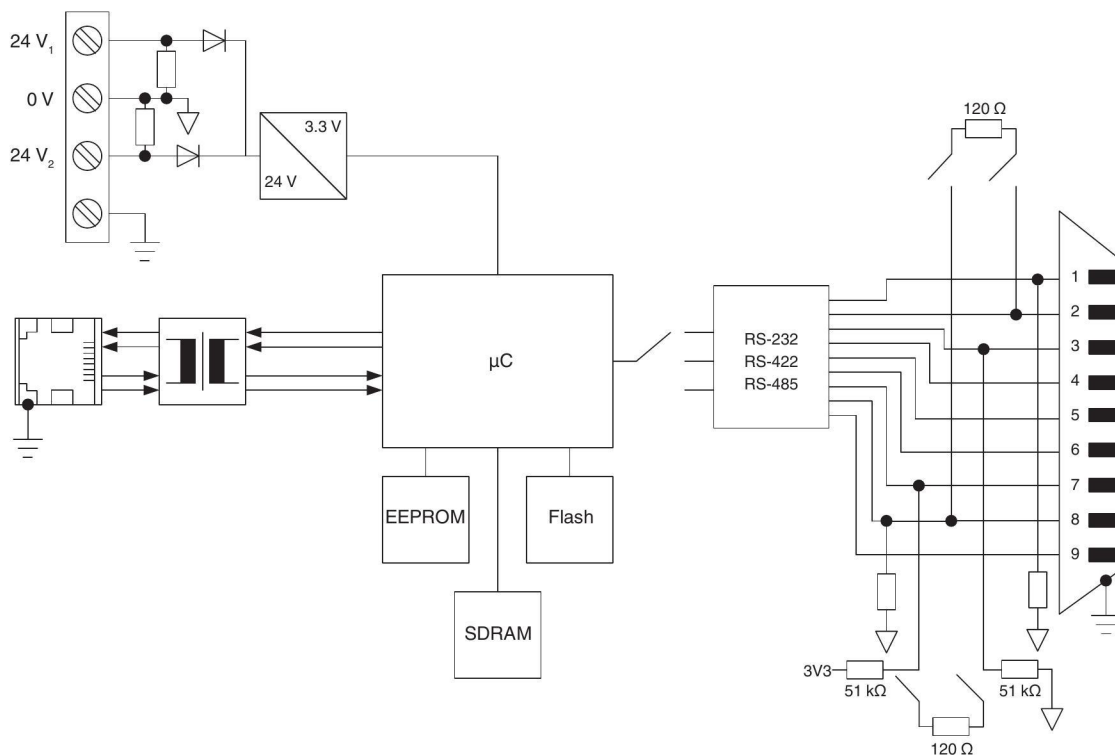 24 V₁
0 V
24 V₂
3.3 V
24 V
120 Ω
µC
RS-232
RS-422
RS-485
1
2
3
4
5
6
7
8
9
EEPROM
Flash
SDRAM
3V3
51 kΩ
51 kΩ
120 Ω